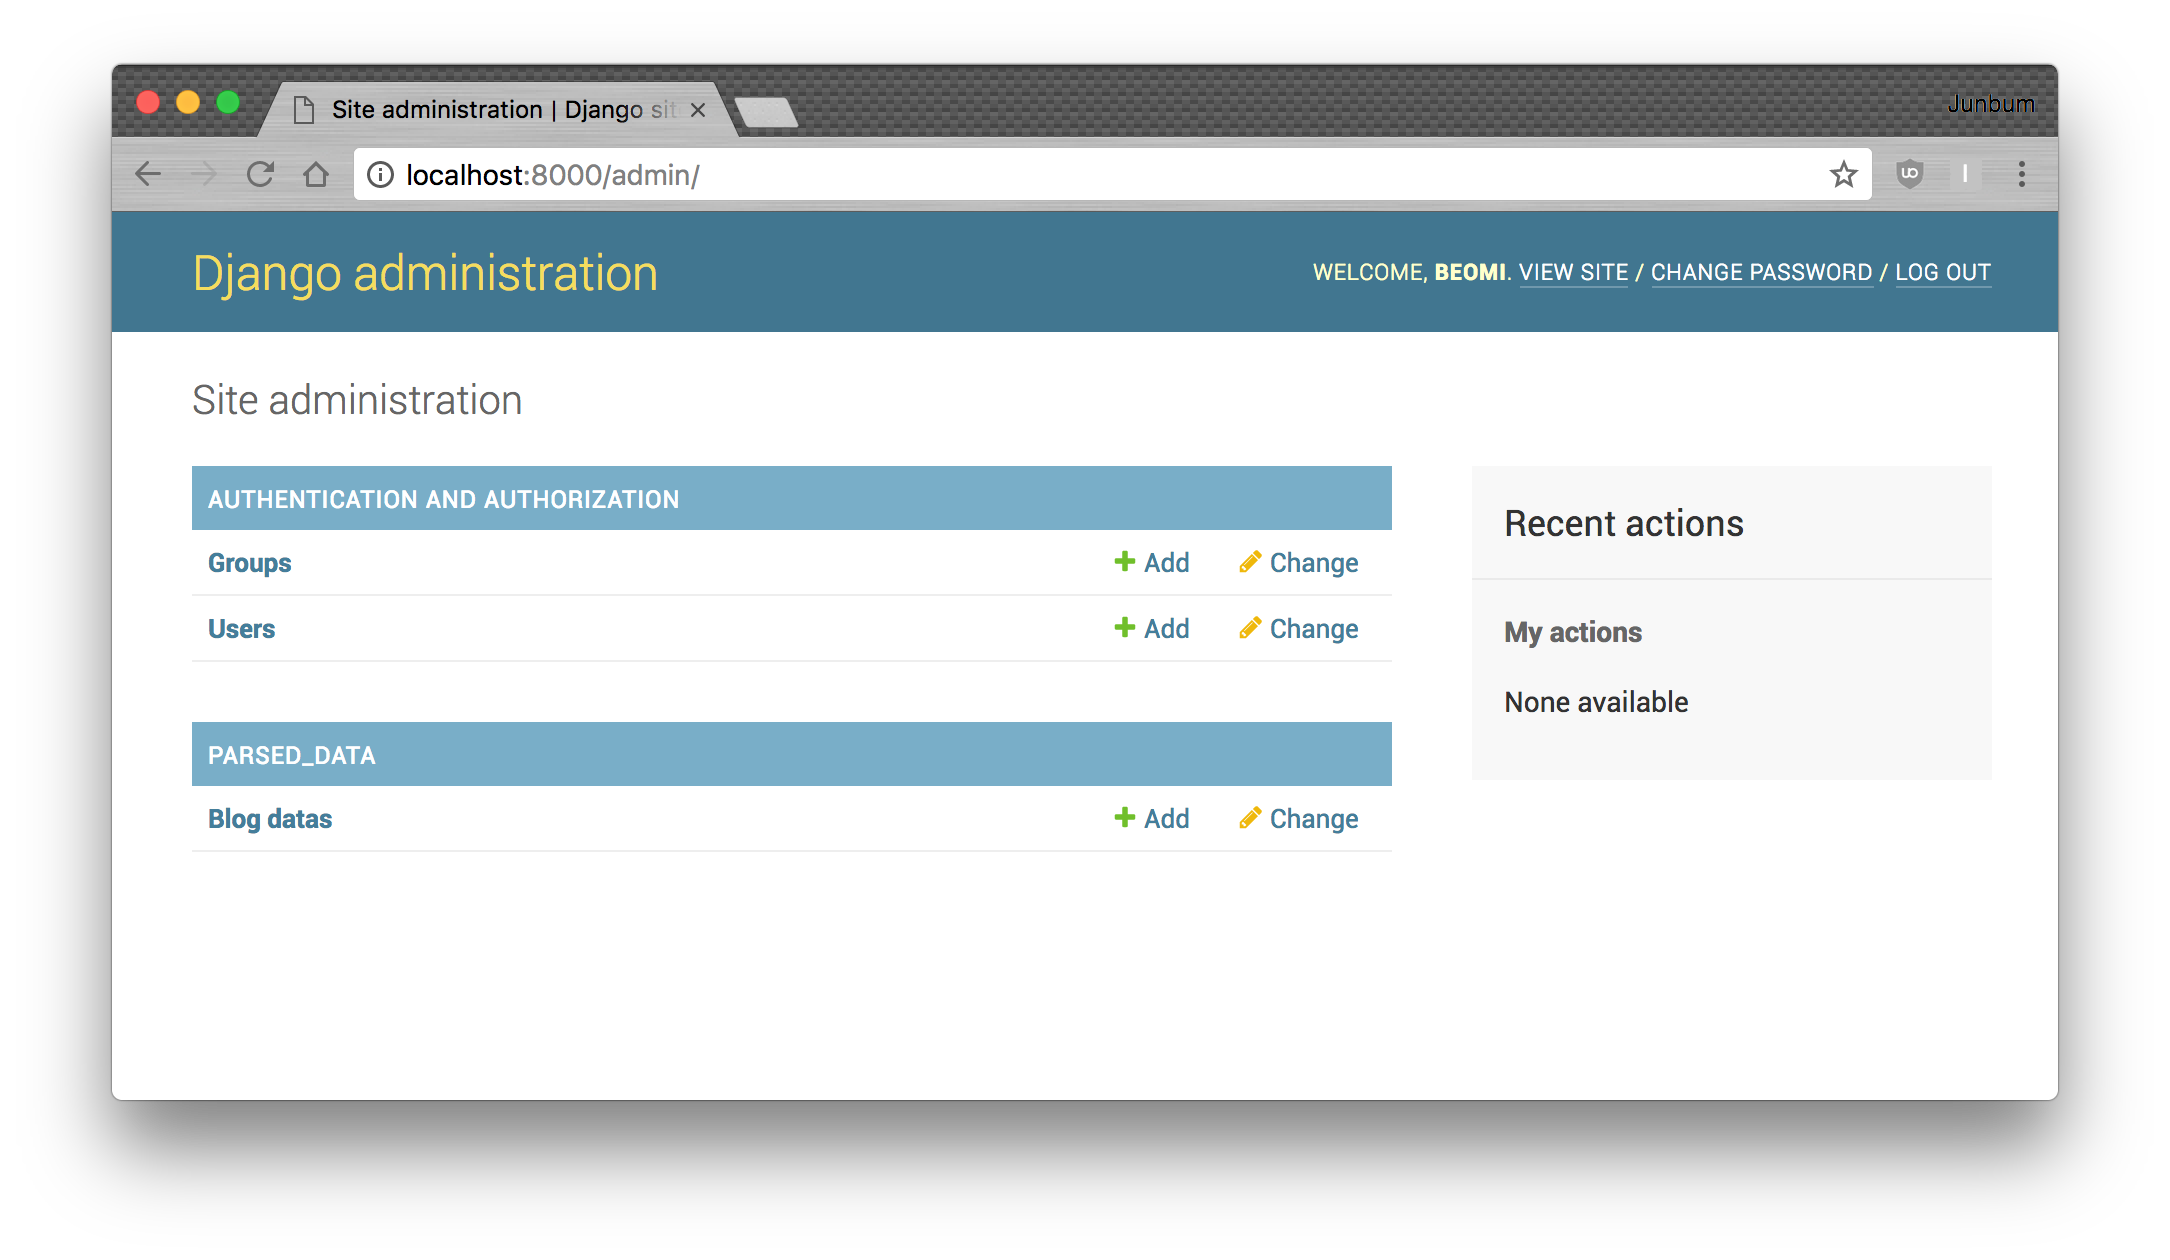 Site administration | Django sit
Junbum
localhost:8000/admin/
Django administration
WELCOME, BEOMI. VIEW SITE / CHANGE PASSWORD / LOG OUT
Site administration
AUTHENTICATION AND AUTHORIZATION
Groups Add Change
Users Add Change
PARSED_DATA
Blog datas Add Change
Recent actions
My actions
None available